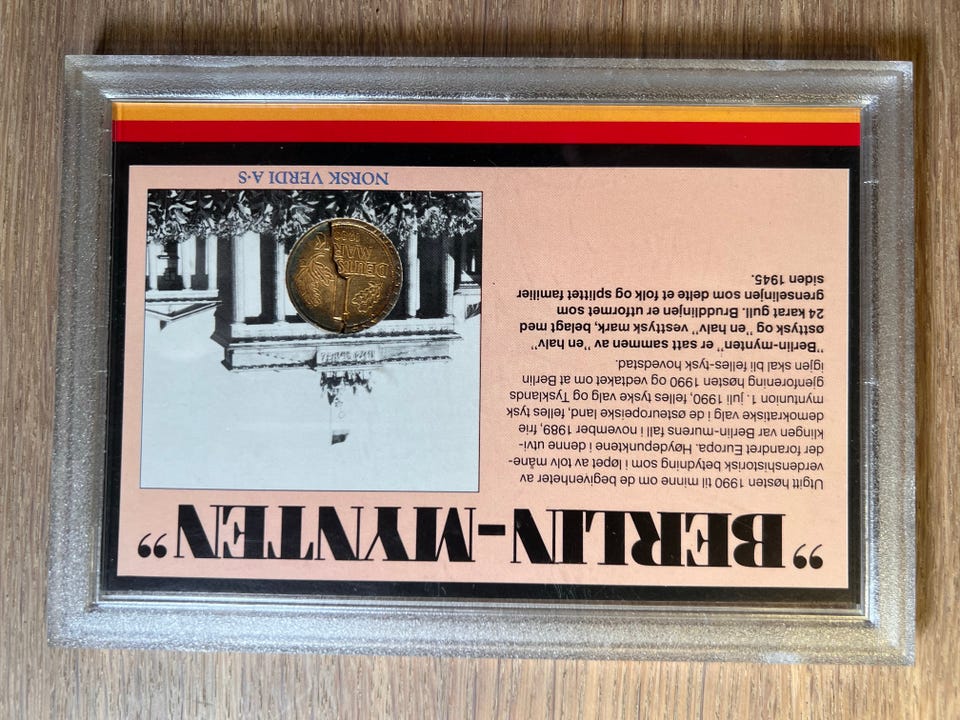 "BERLIN-MYNTEN"
Utgitt høsten 1990 til minne om de begivenheter av
verdenshistorisk betydning som i løpet av tolv måne-
der forandret Europa. Høydepunktene i denne utvi-
klingen var Berlin-murens fall i november 1989, frie
demokratiske valg i de østeuropeiske land, felles tysk
myntunion 1. juli 1990, felles tyske valg og Tysklands
gjenforening høsten 1990 og vedtaket om at Berlin
igjen skal bli felles-tysk hovedstad.
"Berlin-mynten" er satt sammen av "en halv"
østtysk og "en halv" vesttysk mark, belagt med
24 karat gull. Bruddlinjen er utformet som
grenselinjen som delte et folk og splittet familier
siden 1945.
DEUTSCHE
MARK
NORSK VERDI A·S